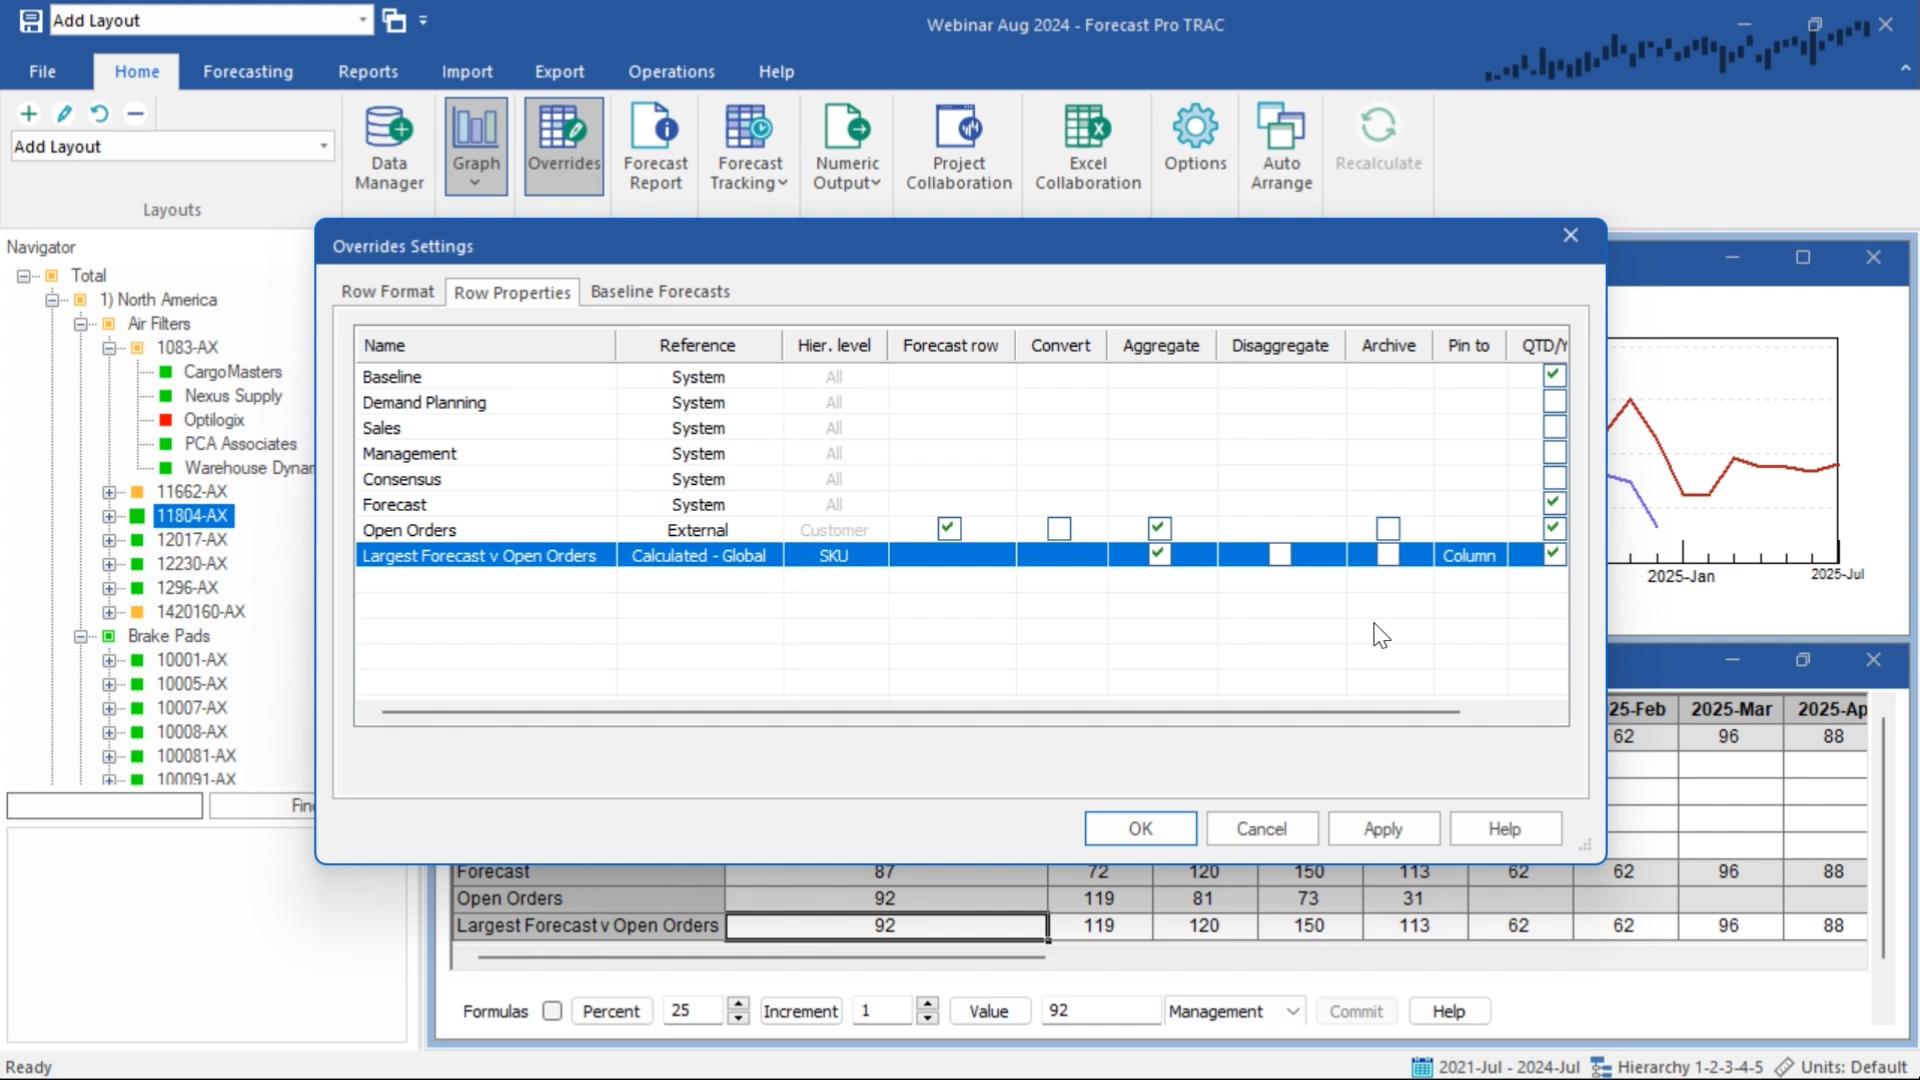 Add Layout
Webinar Aug 2024 - Forecast Pro TRAC
File Home Forecasting Reports Import Export Operations Help
Add Layout
Layouts
Data Manager
Graph
Overrides
Forecast Report
Forecast Tracking
Numeric Output
Project Collaboration
Excel Collaboration
Options
Auto Arrange
Recalculate
Navigator
Total
1) North America
Air Filters
1083-AX
CargoMasters
Nexus Supply
Optilogix
PCA Associates
Warehouse Dynar
11662-AX
11804-AX
12017-AX
12230-AX
1296-AX
1420160-AX
Brake Pads
10001-AX
10005-AX
10007-AX
10008-AX
100081-AX
100091-AX
Fin
Overrides Settings
Row Format Row Properties Baseline Forecasts
Name Reference Hier. level Forecast row Convert Aggregate Disaggregate Archive Pin to QTD/Y
Baseline System All
Demand Planning System All
Sales System All
Management System All
Consensus System All
Forecast System All
Open Orders External Customer
Largest Forecast v Open Orders Calculated - Global SKU Column
OK Cancel Apply Help
2025-Jan 2025-Jul
25-Feb 2025-Mar 2025-Ap
62 96 88
Forecast 87 72 120 150 113 62 62 96 88
Open Orders 92 119 81 73 31
Largest Forecast v Open Orders 92 119 120 150 113 62 62 96 88
Formulas Percent 25 Increment 1 Value 92 Management Commit Help
Ready 2021-Jul - 2024-Jul Hierarchy 1-2-3-4-5 Units: Default